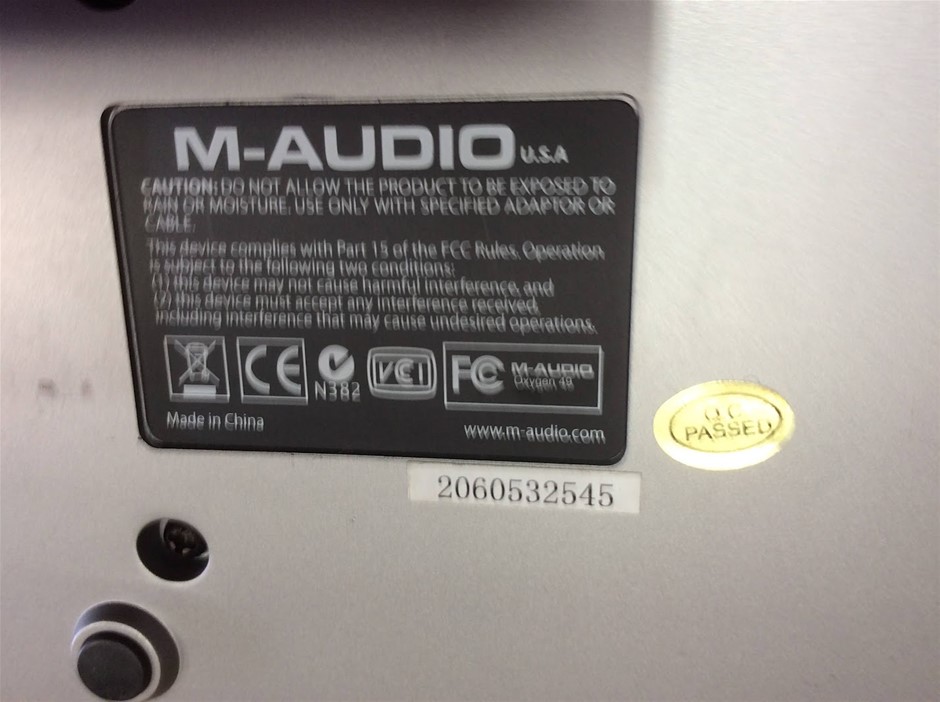 M-AUDIO U.S.A
CAUTION: DO NOT ALLOW THE PRODUCT TO BE EXPOSED TO
RAIN OR MOISTURE. USE ONLY WITH SPECIFIED ADAPTOR OR
CABLE.
This device complies with Part 15 of the FCC Rules. Operation
is subject to the following two conditions:
(1) this device may not cause harmful interference, and
(2) this device must accept any interference received,
including interference that may cause undesired operations.
CE N382 VCI FC M-AUDIO
Oxygen 49
Made in China
www.m-audio.com
Q.C.
PASSED
2060532545